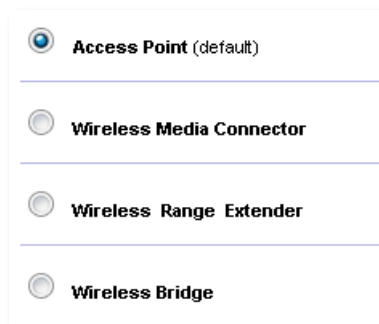 Access Point (default)
Wireless Media Connector
Wireless Range Extender
Wireless Bridge